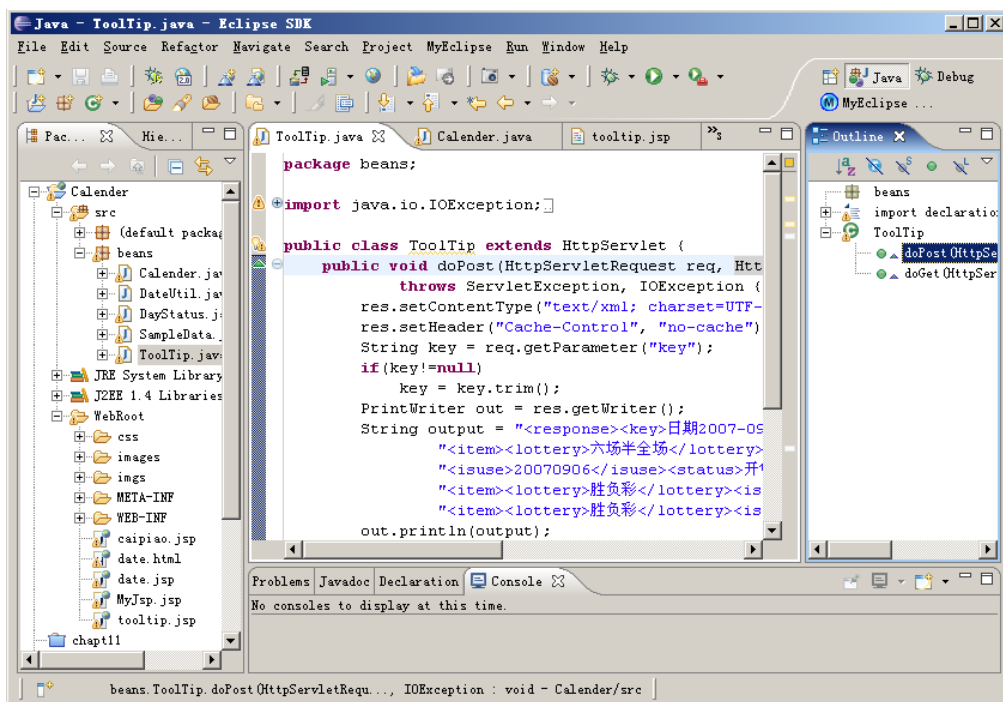 Java - ToolTip.java - Eclipse SDK
File Edit Source Refactor Navigate Search Project MyEclipse Run Window Help
Java Debug
MyEclipse ...
Pac... Hie...
Calender
src
(default packag
beans
Calender.jav
DateUtil.jav
DayStatus.j
SampleData.
ToolTip.jav
JRE System Library
J2EE 1.4 Libraries
WebRoot
css
images
imgs
META-INF
WEB-INF
caipiao.jsp
date.html
date.jsp
MyJsp.jsp
tooltip.jsp
chapt11
ToolTip.java Calender.java tooltip.jsp »3
package beans;
import java.io.IOException;
public class ToolTip extends HttpServlet {
public void doPost(HttpServletRequest req, Htt
throws ServletException, IOException {
res.setContentType("text/xml; charset=UTF-
res.setHeader("Cache-Control", "no-cache")
String key = req.getParameter("key");
if(key!=null)
key = key.trim();
PrintWriter out = res.getWriter();
String output = "<response><key>日期2007-09
"<item><lottery>六场半全场</lottery>
"<isuse>20070906</isuse><status>开
"<item><lottery>胜负彩</lottery><is
"<item><lottery>胜负彩</lottery><is
out.println(output);
Outline
beans
import declaratio
ToolTip
doPost(HttpSe
doGet(HttpSer
Problems Javadoc Declaration Console
No consoles to display at this time.
beans.ToolTip.doPost(HttpServletRequ..., IOException : void - Calender/src